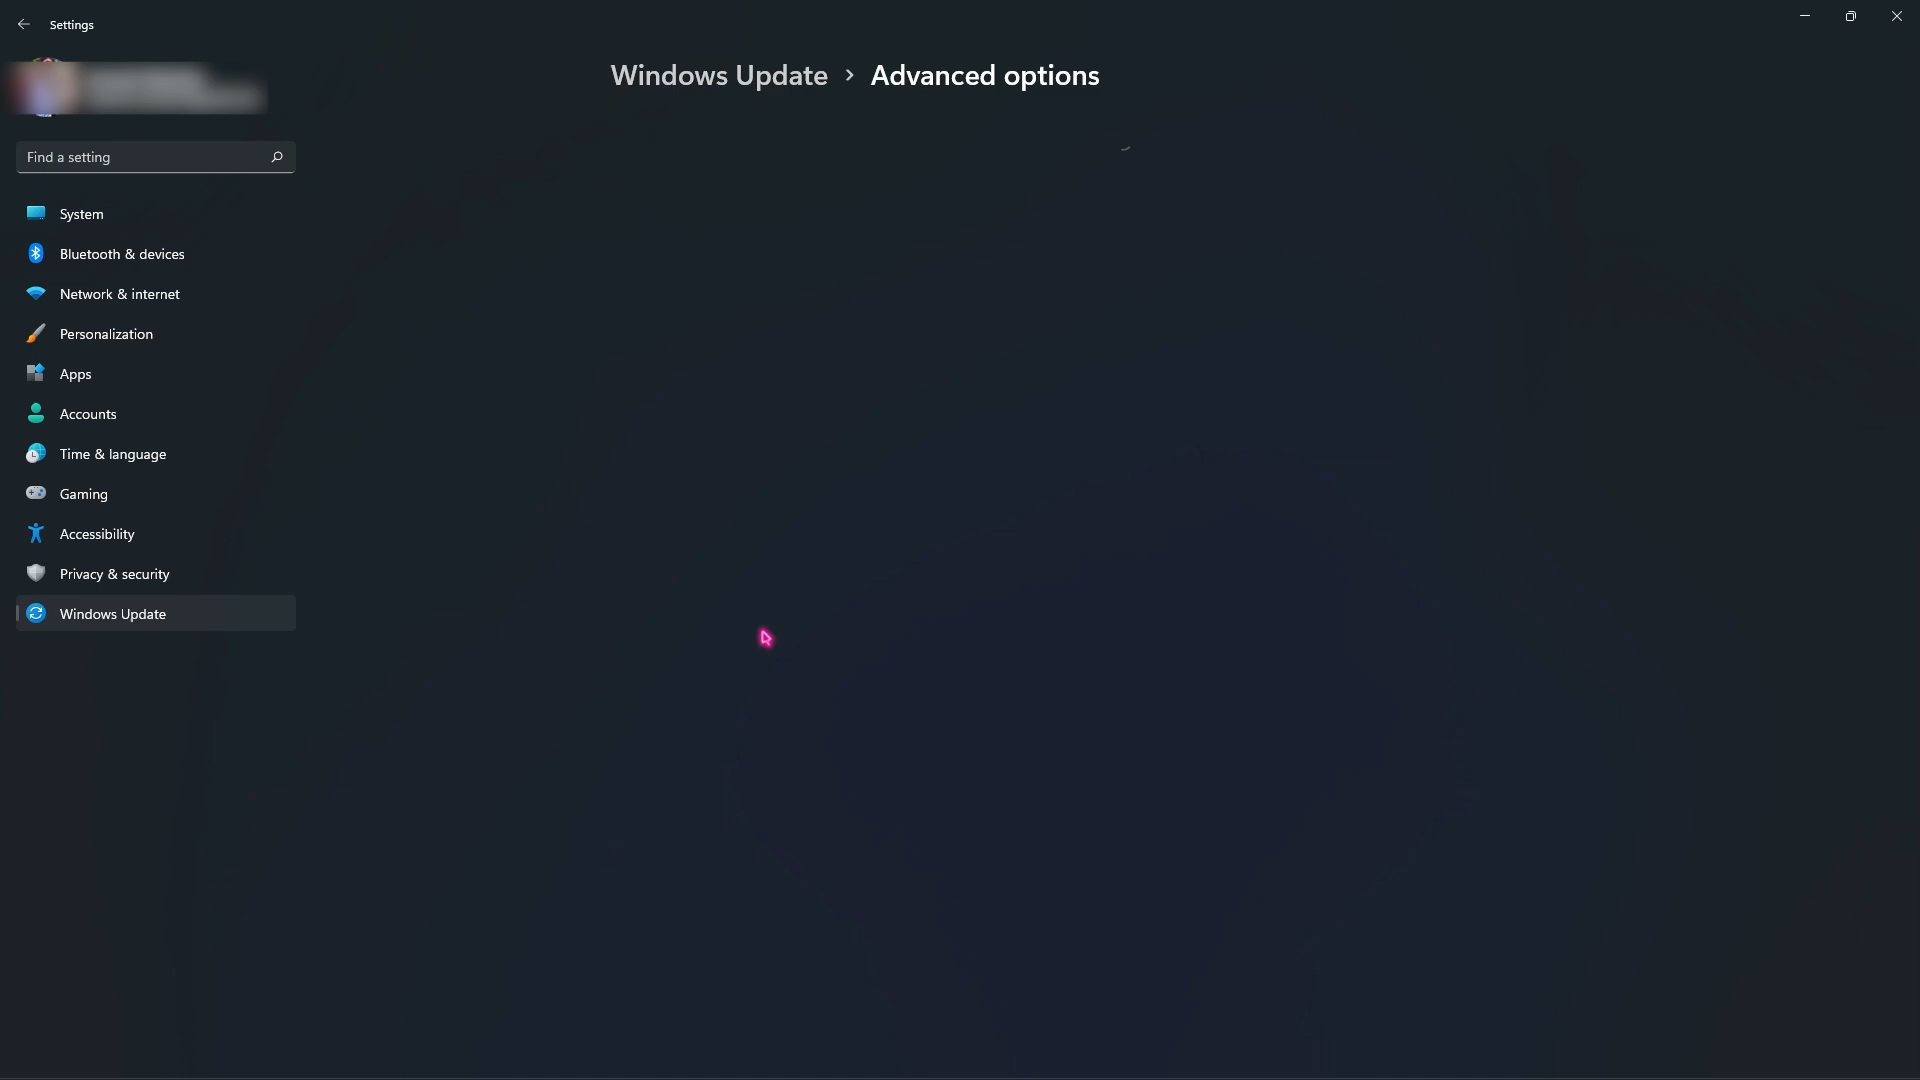 Settings
Windows Update > Advanced options
Find a setting
System
Bluetooth & devices
Network & internet
Personalization
Apps
Accounts
Time & language
Gaming
Accessibility
Privacy & security
Windows Update